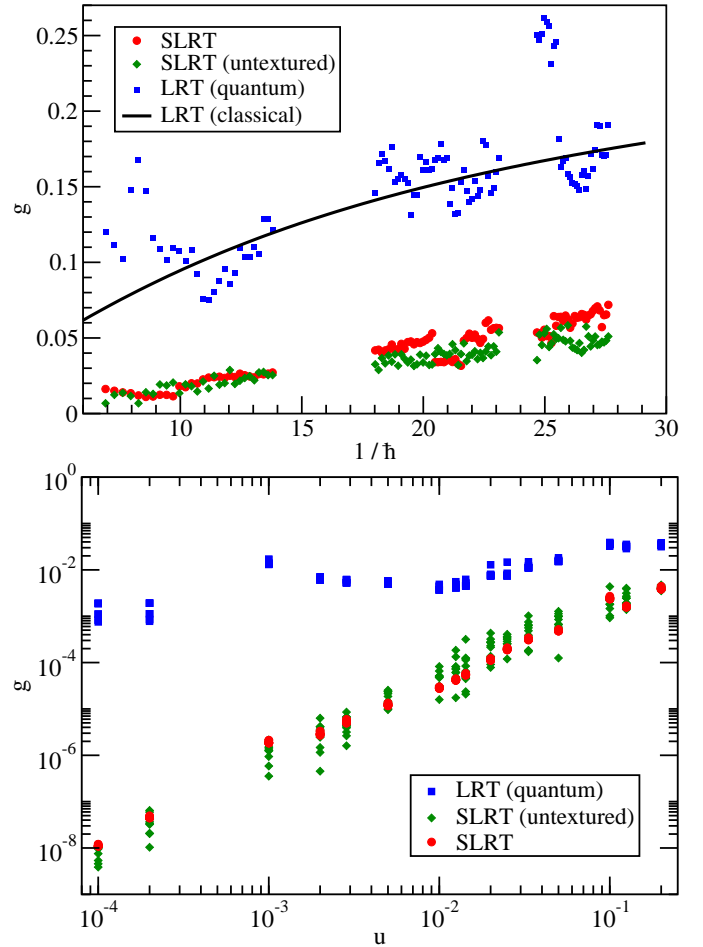 SLRT
SLRT (untextured)
LRT (quantum)
LRT (classical)
g
0.25
0.2
0.15
0.1
0.05
0
10
15
20
25
30
1 / ħ
10^0
10^-2
10^-4
10^-6
10^-8
g
LRT (quantum)
SLRT (untextured)
SLRT
10^-4
10^-3
10^-2
10^-1
u